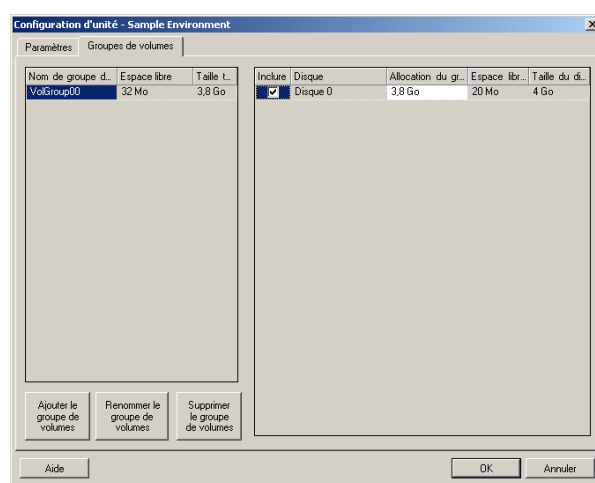 Configuration d'unité - Sample Environment
Paramètres Groupes de volumes
Nom de groupe d... Espace libre Taille t... Inclure Disque Allocation du gr... Espace libr... Taille du di...
VolGroup00 32 Mo 3,8 Go Disque 0 3,8 Go 20 Mo 4 Go
Ajouter le groupe de volumes
Renommer le groupe de volumes
Supprimer le groupe de volumes
Aide OK Annuler